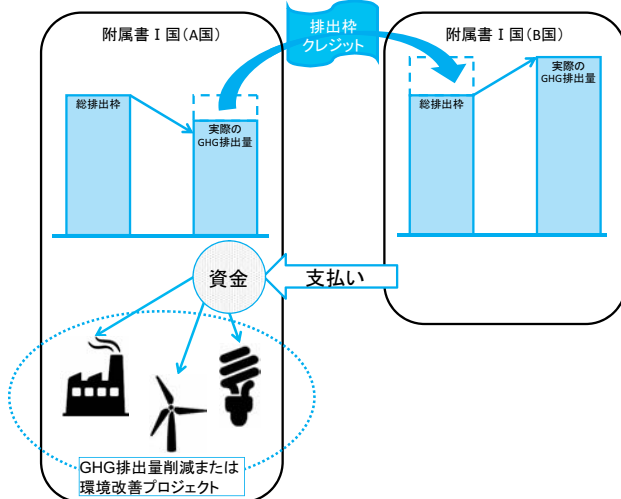 附属書Ⅰ国(A国)
排出枠
クレジット
附属書Ⅰ国(B国)
総排出枠
実際の
GHG排出量
総排出枠
実際の
GHG排出量
資金
支払い
GHG排出量削減または
環境改善プロジェクト